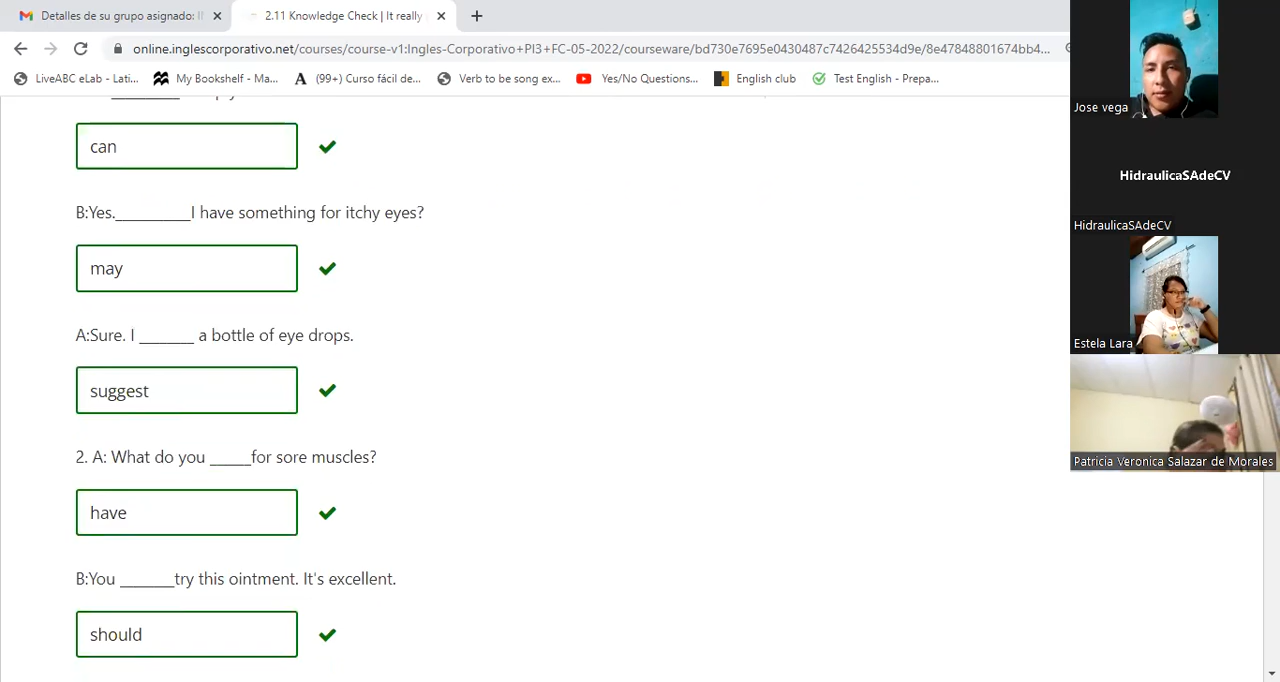 Detalles de su grupo asignado: I
2.11 Knowledge Check | It really
online.inglescorporativo.net/courses/course-v1:Ingles-Corporativo+PI3+FC-05-2022/courseware/bd730e7695e0430487c7426425534d9e/8e47848801674bb4...
LiveABC eLab - Lati...
My Bookshelf - Ma...
(99+) Curso fácil de...
Verb to be song ex...
Yes/No Questions...
English club
Test English - Prepa...
can
B:Yes.________I have something for itchy eyes?
may
A:Sure. I ______ a bottle of eye drops.
suggest
2. A: What do you _____for sore muscles?
have
B:You ______try this ointment. It's excellent.
should
Jose vega
HidraulicaSAdeCV
HidraulicaSAdeCV
Estela Lara
Patricia Veronica Salazar de Morales